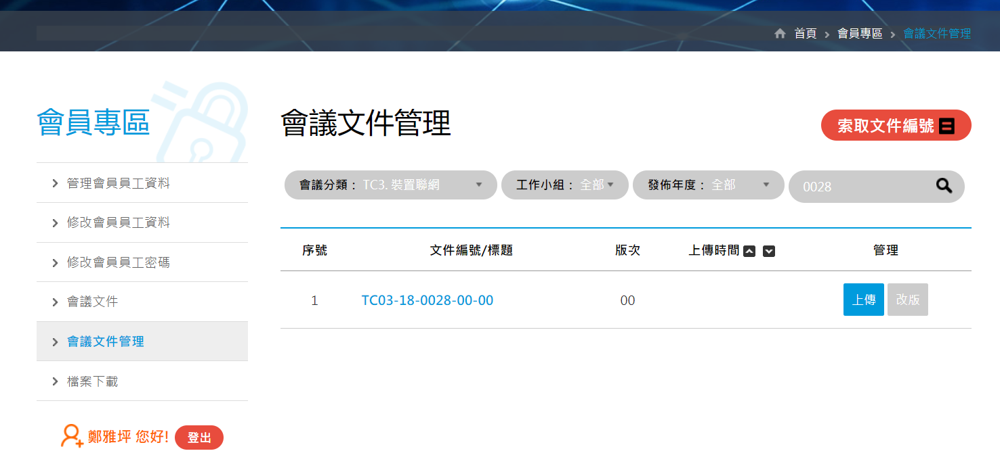 首頁 > 會員專區 > 會議文件管理
會員專區
管理會員員工資料
修改會員員工資料
修改會員員工密碼
會議文件
會議文件管理
檔案下載
鄭雅坪 您好! 登出
會議文件管理
索取文件編號
會議分類： TC3. 裝置聯網 工作小組： 全部 發佈年度： 全部 0028
序號 文件編號/標題 版次 上傳時間 管理
1 TC03-18-0028-00-00 00 上傳 改版